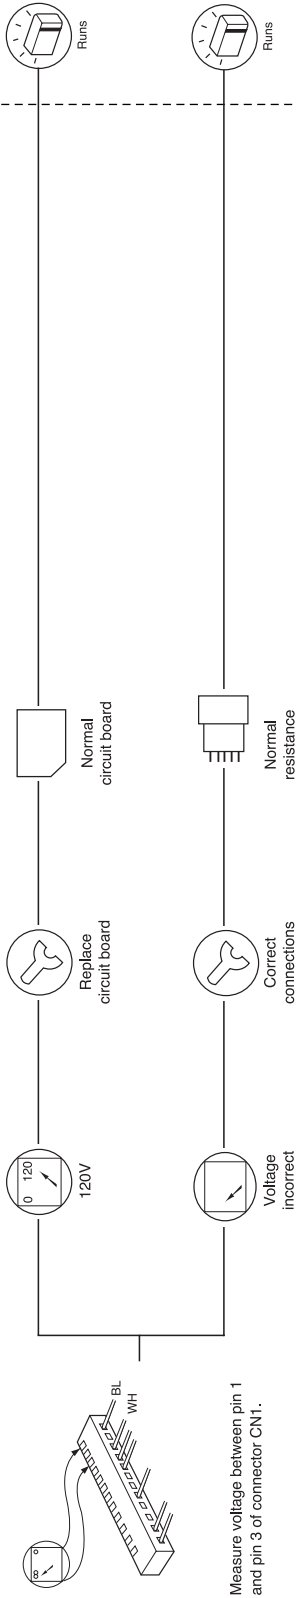 ∞ 0
BL
WH
Measure voltage between pin 1
and pin 3 of connector CN1.
0 120
120V
Replace
circuit board
Normal
circuit board
Runs
Voltage
incorrect
Correct
connections
Normal
resistance
Runs